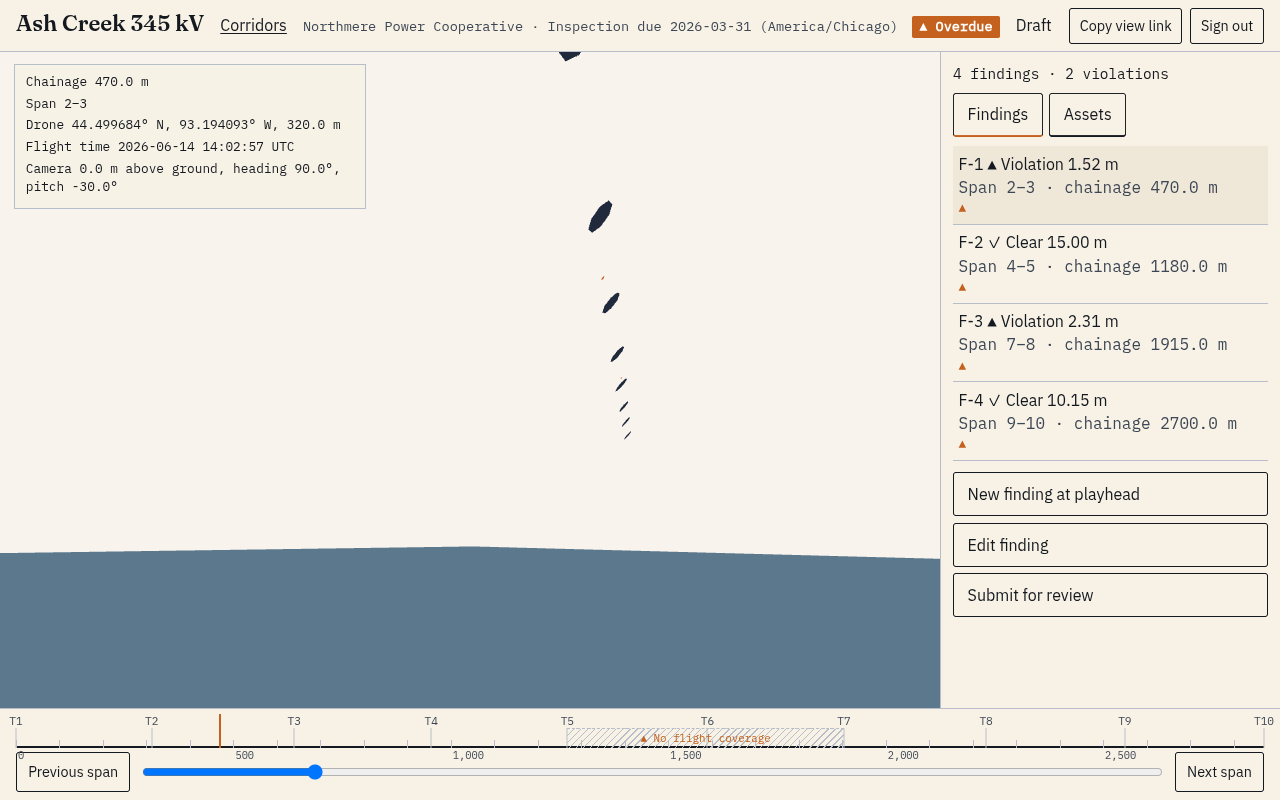 Ash Creek 345 kV
Corridors
Northmere Power Cooperative · Inspection due 2026-03-31 (America/Chicago)
▲ Overdue
Draft
Copy view link
Sign out
Chainage 470.0 m
Span 2–3
Drone 44.499684° N, 93.194093° W, 320.0 m
Flight time 2026-06-14 14:02:57 UTC
Camera 0.0 m above ground, heading 90.0°,
pitch -30.0°
4 findings · 2 violations
Findings
Assets
F-1 ▲ Violation 1.52 m
Span 2–3 · chainage 470.0 m
▲
F-2 ✓ Clear 15.00 m
Span 4–5 · chainage 1180.0 m
▲
F-3 ▲ Violation 2.31 m
Span 7–8 · chainage 1915.0 m
▲
F-4 ✓ Clear 10.15 m
Span 9–10 · chainage 2700.0 m
▲
New finding at playhead
Edit finding
Submit for review
T1 T2 T3 T4 T5 T6 T7 T8 T9 T10
▲ No flight coverage
0 500 1,000 1,500 2,000 2,500
Previous span
Next span